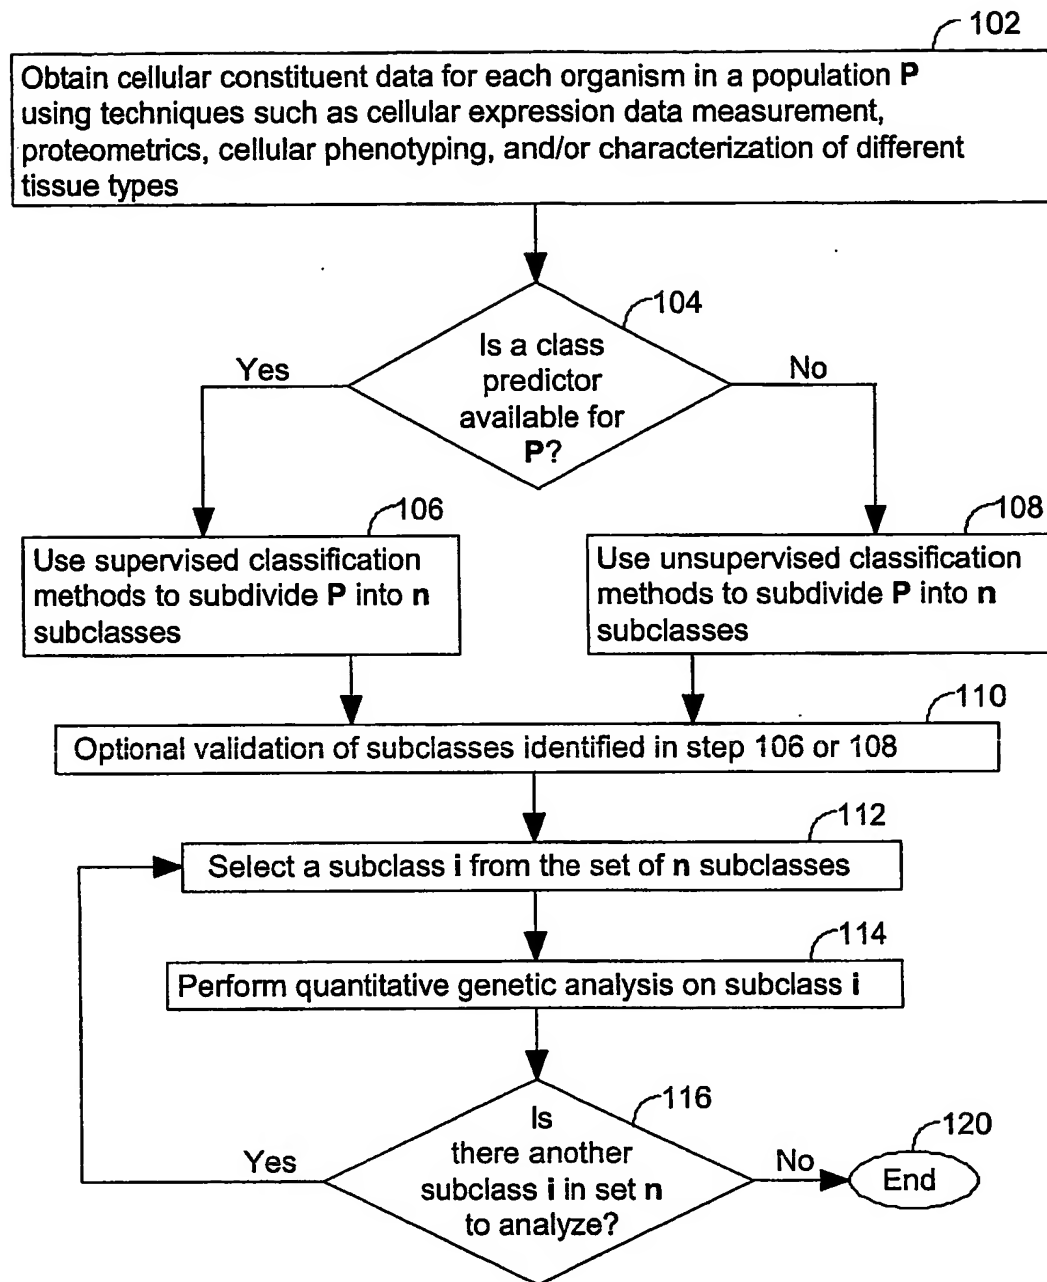 102
Obtain cellular constituent data for each organism in a population P
using techniques such as cellular expression data measurement,
proteometrics, cellular phenotyping, and/or characterization of different
tissue types
104
Is a class
predictor
available for
P?
Yes
No
106
Use supervised classification
methods to subdivide P into n
subclasses
108
Use unsupervised classification
methods to subdivide P into n
subclasses
110
Optional validation of subclasses identified in step 106 or 108
112
Select a subclass i from the set of n subclasses
114
Perform quantitative genetic analysis on subclass i
116
Is
there another
subclass i in set n
to analyze?
Yes
No
120
End